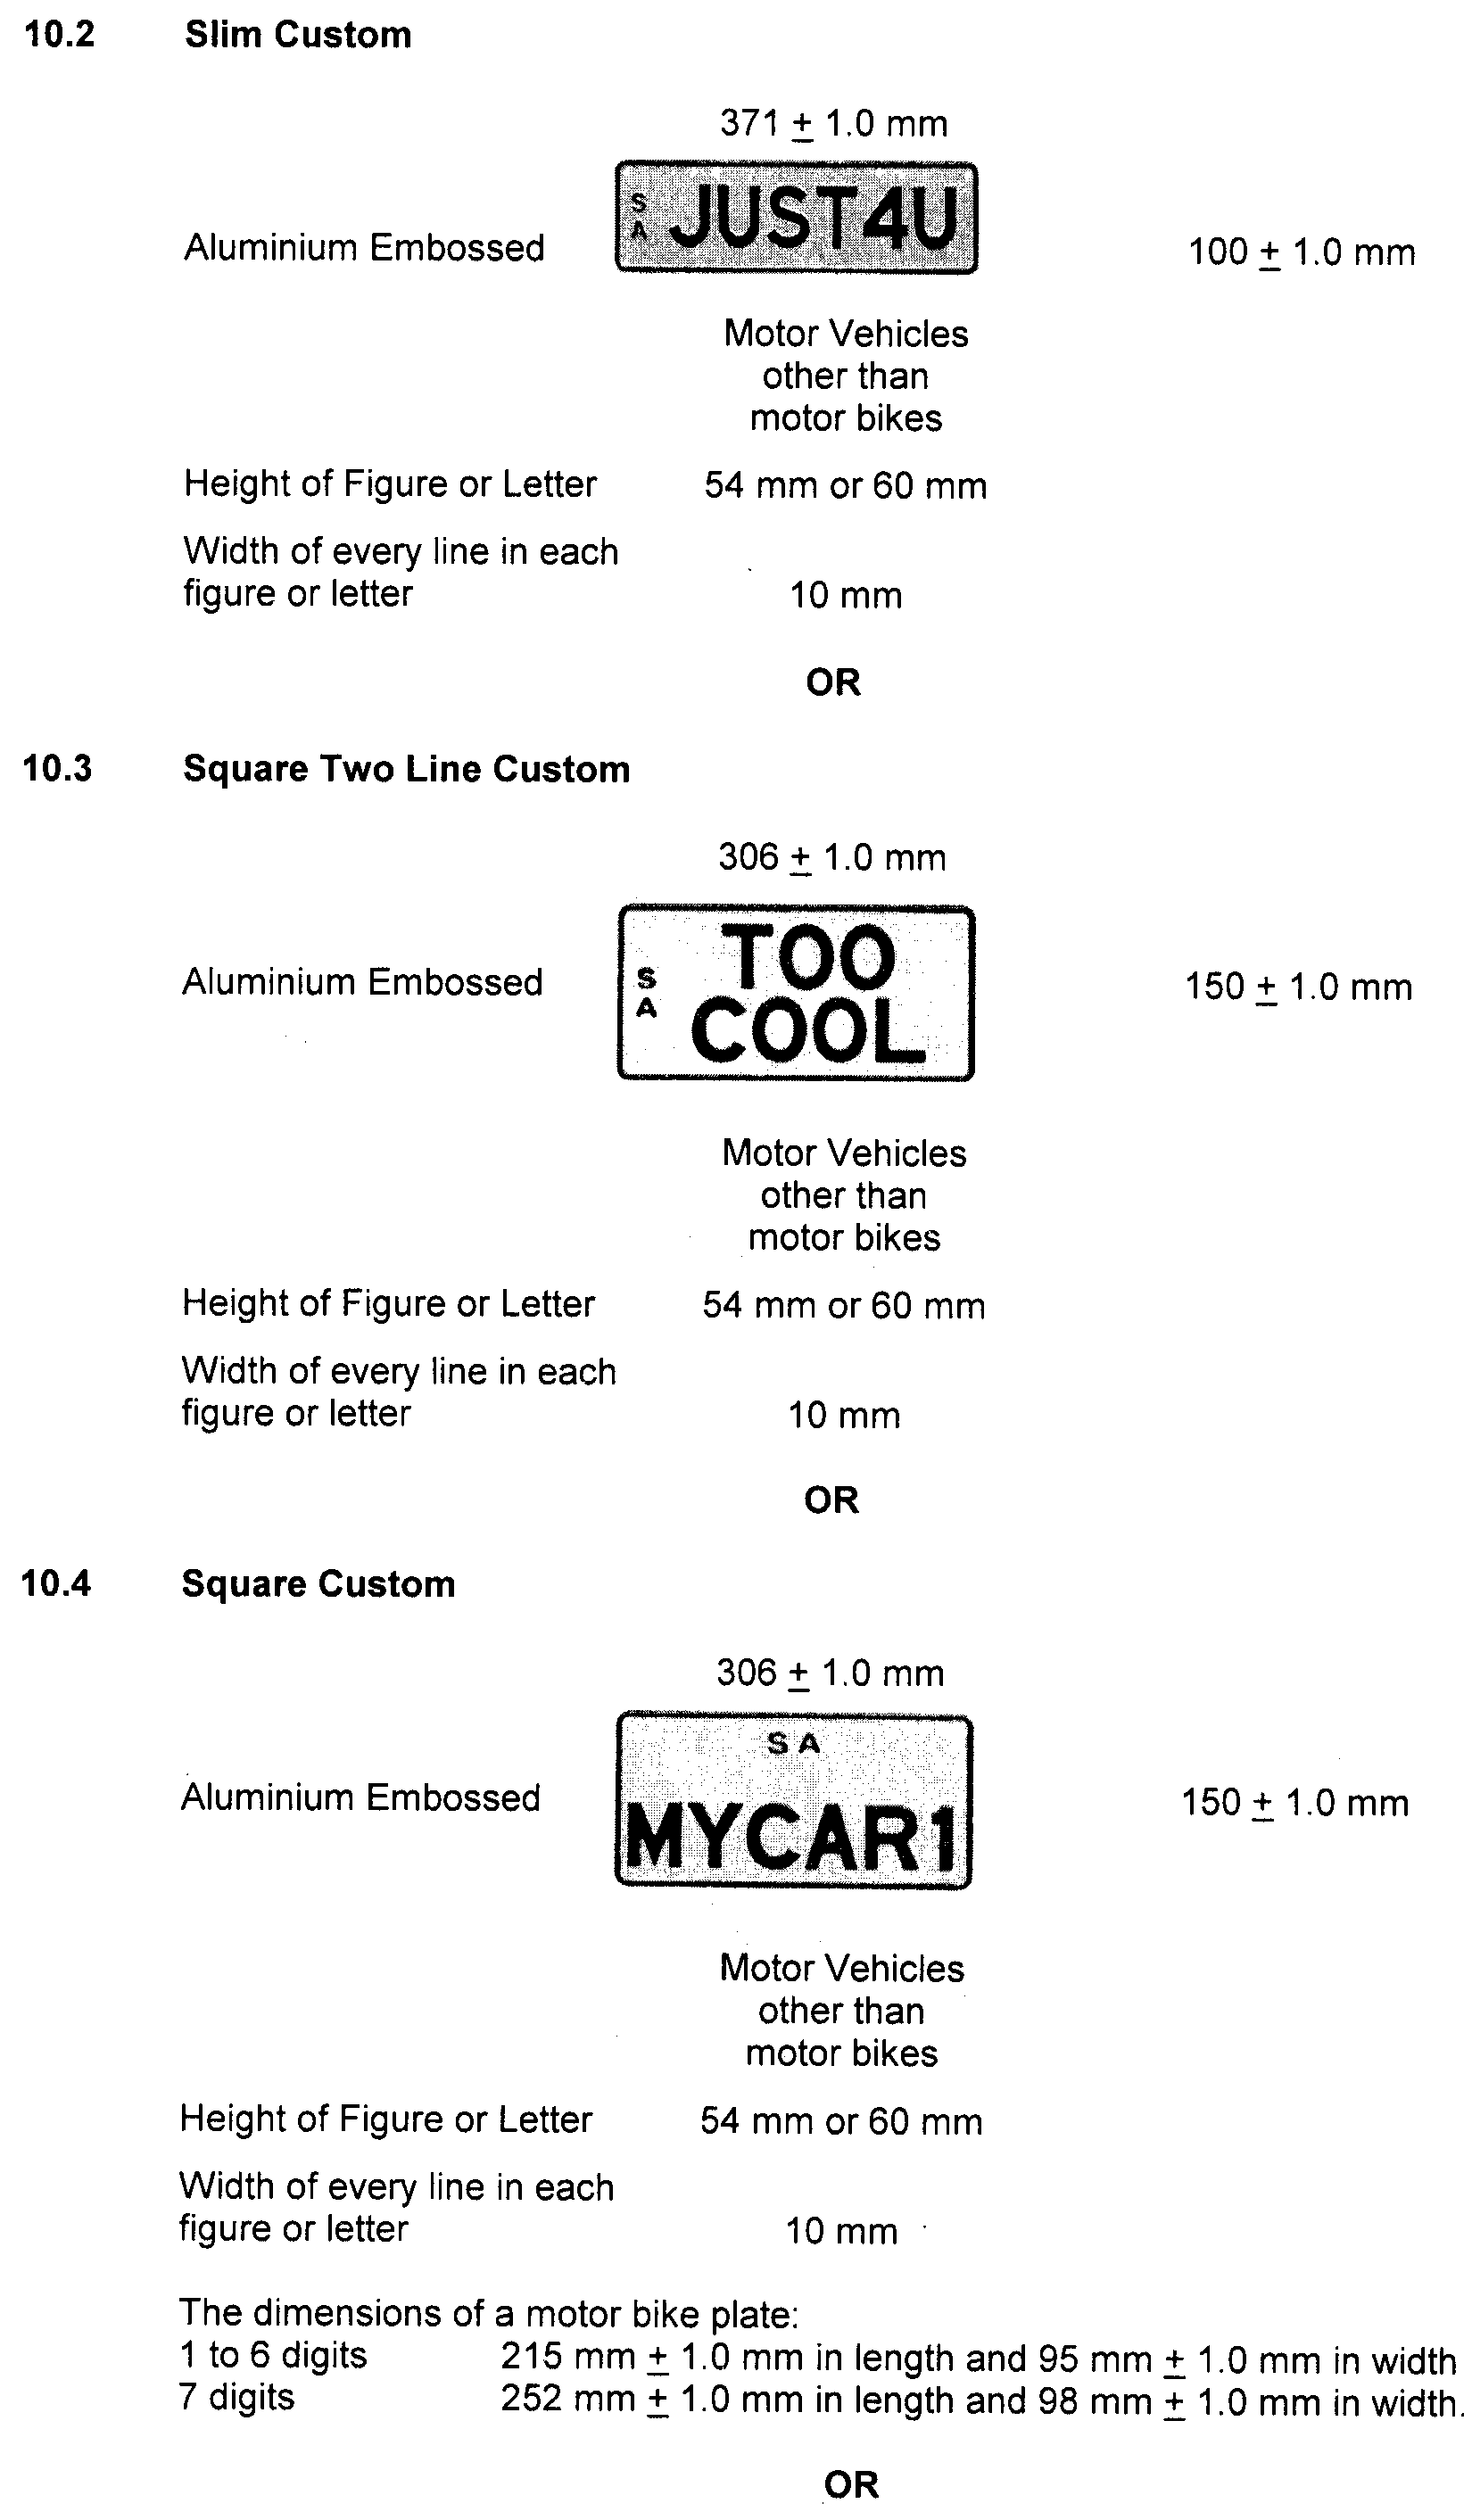 10.2 Slim Custom
371 ± 1.0 mm
S
A
JUST4U
Aluminium Embossed
100 ± 1.0 mm
Motor Vehicles
other than
motor bikes
Height of Figure or Letter 54 mm or 60 mm
Width of every line in each
figure or letter 10 mm
OR
10.3 Square Two Line Custom
306 ± 1.0 mm
TOO
S
A
COOL
Aluminium Embossed
150 ± 1.0 mm
Motor Vehicles
other than
motor bikes
Height of Figure or Letter 54 mm or 60 mm
Width of every line in each
figure or letter 10 mm
OR
10.4 Square Custom
306 ± 1.0 mm
SA
Aluminium Embossed
150 ± 1.0 mm
MYCAR1
Motor Vehicles
other than
motor bikes
Height of Figure or Letter 54 mm or 60 mm
Width of every line in each
figure or letter 10 mm
The dimensions of a motor bike plate:
1 to 6 digits 215 mm ± 1.0 mm in length and 95 mm ± 1.0 mm in width
7 digits 252 mm ± 1.0 mm in length and 98 mm ± 1.0 mm in width.
OR